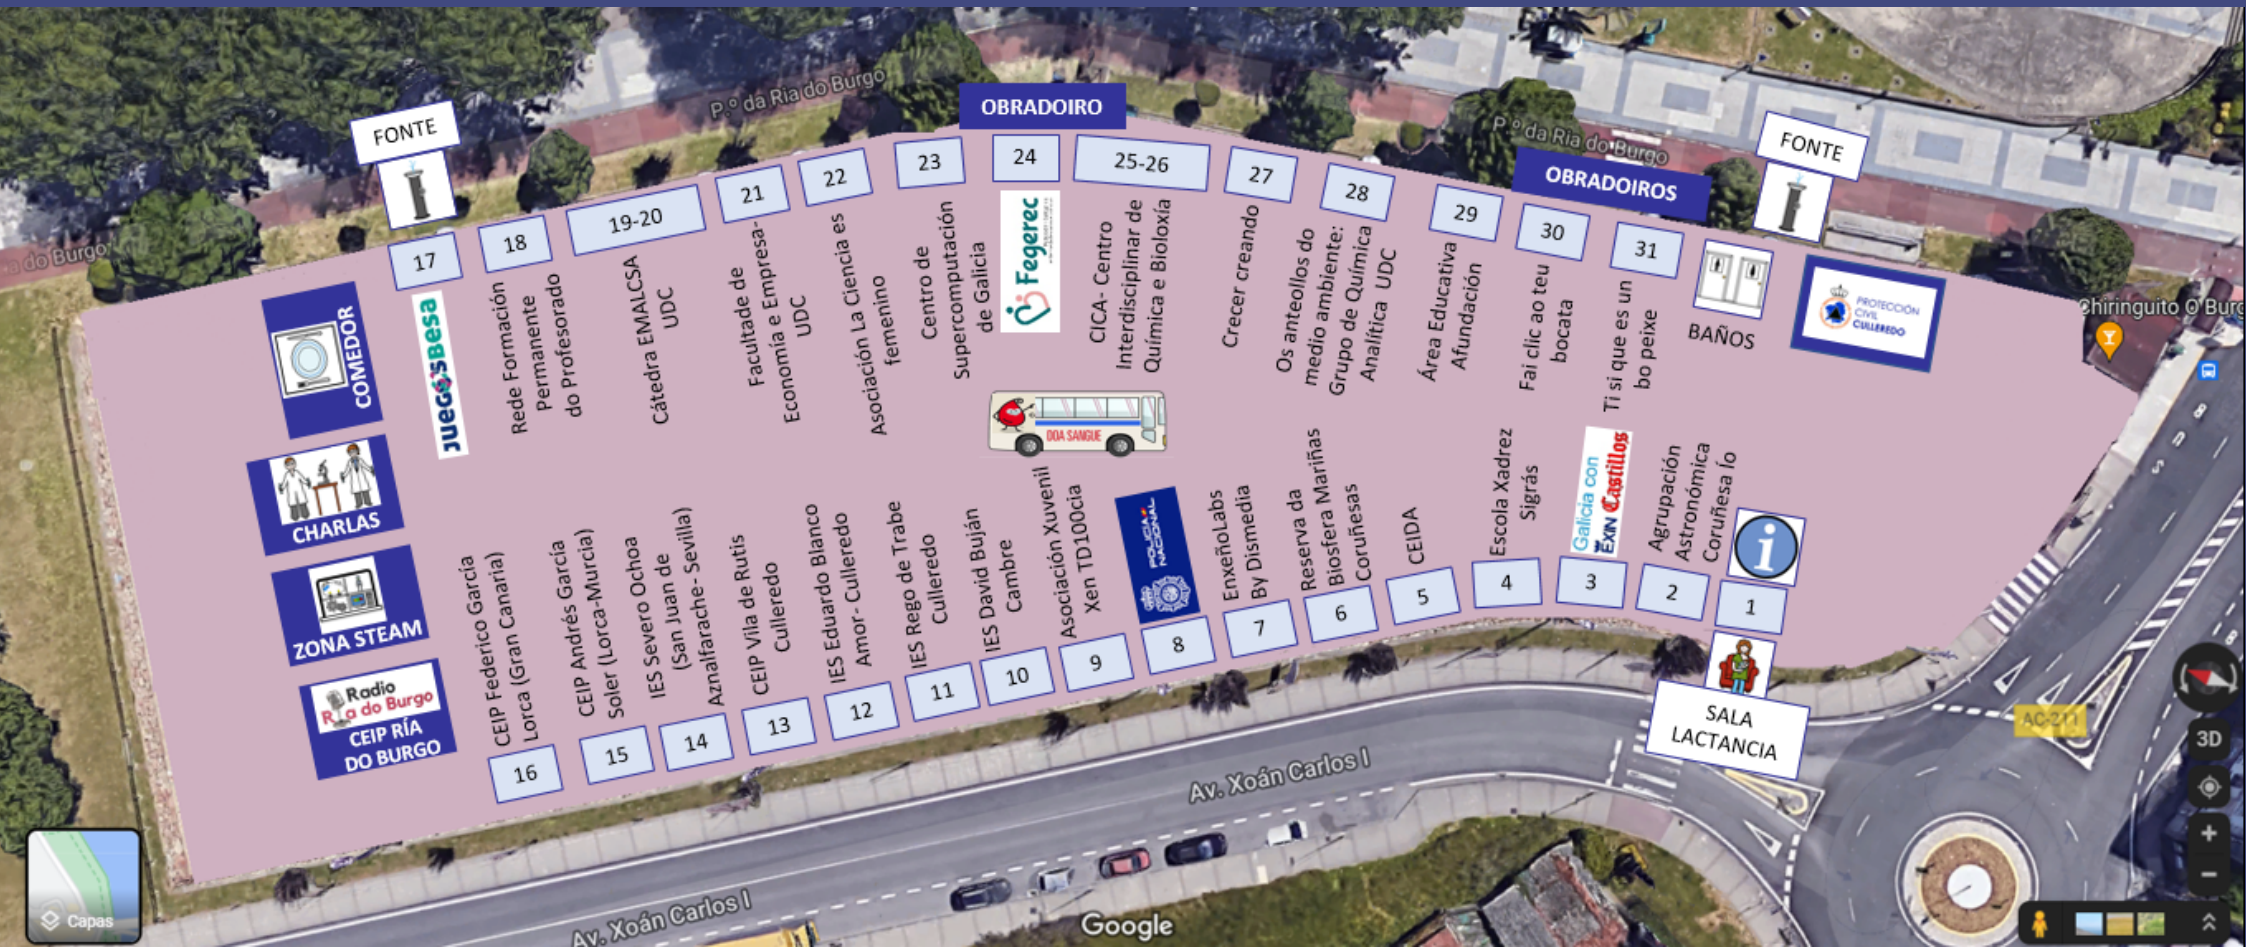 FONTE
P.º da Ria do Burgo
OBRADOIRO
P.º da Ria do Burgo
OBRADOIROS
FONTE
a do Burgo
17
18
19-20
21
22
23
24
25-26
27
28
29
30
31
COMEDOR
JUEGOSBESA
Rede Formación
Permanente
do Profesorado
Cátedra EMALCSA
UDC
Facultade de
Economía e Empresa-
UDC
Asociación La Ciencia es
femenino
Centro de
Supercomputación
de Galicia
Fegerec
CICA- Centro
Interdisciplinar de
Química e Bioloxía
Crecer creando
Os anteollos do
medio ambiente:
Grupo de Química
Analítica UDC
Área Educativa
Afundación
Fai clic ao teu
bocata
Ti si que es un
bo peixe
BAÑOS
PROTECCIÓN
CIVIL
CULLEREDO
Chiringuito O Burg
DOA SANGUE
CHARLAS
ZONA STEAM
Radio
Ría do Burgo
CEIP RÍA
DO BURGO
CEIP Federico García
Lorca (Gran Canaria)
CEIP Andrés García
Soler (Lorca-Murcia)
IES Severo Ochoa
(San Juan de
Aznalfarache- Sevilla)
CEIP Vila de Rutis
Culleredo
IES Eduardo Blanco
Amor - Culleredo
IES Rego de Trabe
Culleredo
IES David Buján
Cambre
Asociación Xuvenil
Xen TD100cia
POLICÍA
NACIONAL
EnxeñoLabs
By Dismedia
Reserva da
Biosfera Mariñas
Coruñesas
CEIDA
Escola Xadrez
Sigrás
Galicia con
EXIN Castillos
Agrupación
Astronómica
Coruñesa Ío
i
16
15
14
13
12
11
10
9
8
7
6
5
4
3
2
1
SALA
LACTANCIA
AC-211
BUS
3D
Av. Xoán Carlos I
Av. Xoán Carlos I
Capas
Google